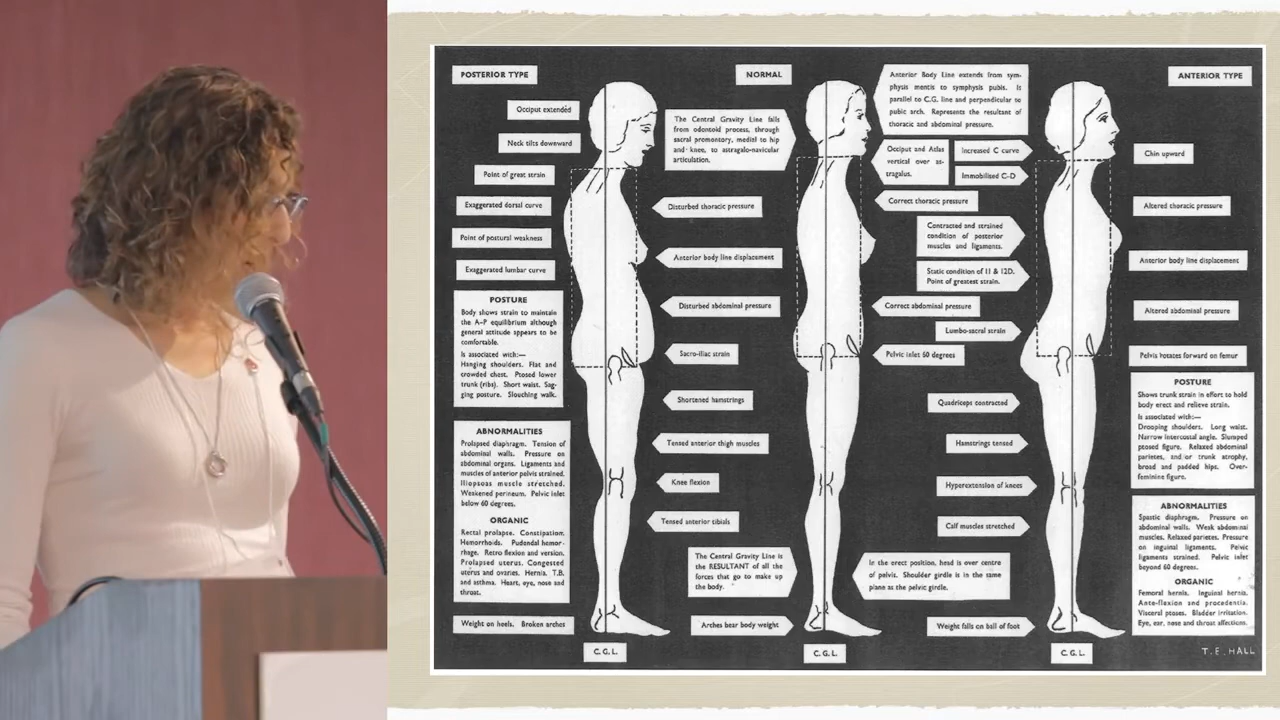 POSTERIOR TYPE
Occiput extended
Neck tilts downward
Point of great strain
Exaggerated dorsal curve
Point of postural weakness
Exaggerated lumbar curve
POSTURE
Body shows strain to maintain
the A–P equilibrium although
general attitude appears to be
comfortable.
Is associated with:—
Hanging shoulders. Flat and
crowded chest. Ptosed lower
trunk (ribs). Short waist. Sag-
ging posture. Slouching walk.
ABNORMALITIES
Prolapsed diaphragm. Tension of
abdominal walls. Pressure on
abdominal organs. Ligaments and
muscles of anterior pelvis strained.
Iliopsoas muscle stretched.
Weakened perineum. Pelvic inlet
below 60 degrees.
ORGANIC
Rectal prolapse. Constipation.
Hemorrhoids. Pudendal hemor-
rhage. Retro flexion and version.
Prolapsed uterus. Congested
uterus and ovaries. Hernia. T.B.
and asthma. Heart, eye, nose and
throat.
Weight on heels. Broken arches
C. G. L.
NORMAL
The Central Gravity Line falls
from odontoid process, through
sacral promontory, medial to hip
and knee, to astragalo-navicular
articulation.
Disturbed thoracic pressure
Anterior body line displacement
Disturbed abdominal pressure
Sacro-iliac strain
Shortened hamstrings
Tensed anterior thigh muscles
Knee flexion
Tensed anterior tibials
The Central Gravity Line is
the RESULTANT of all the
forces that go to make up
the body.
Arches bear body weight
C. G. L.
Anterior Body Line extends from sym-
physis mentis to symphysis pubis. Is
parallel to C.G. line and perpendicular to
pubic arch. Represents the resultant of
thoracic and abdominal pressure.
Occiput and Atlas
vertical over as-
tragalus.
Increased C curve
Immobilised C–D
Correct thoracic pressure
Contracted and strained
condition of posterior
muscles and ligaments.
Static condition of 11 & 12D.
Point of greatest strain.
Correct abdominal pressure
Lumbo-sacral strain
Pelvic inlet 60 degrees
Quadriceps contracted
Hamstrings tensed
Hyperextension of knees
Calf muscles stretched
In the erect position, head is over centre
of pelvis. Shoulder girdle is in the same
plane as the pelvic girdle.
Weight falls on ball of foot
C. G. L.
ANTERIOR TYPE
Chin upward
Altered thoracic pressure
Anterior body line displacement
Altered abdominal pressure
Pelvis rotates forward on femur
POSTURE
Shows trunk strain in effort to hold
body erect and relieve strain.
Is associated with:—
Drooping shoulders. Long waist.
Narrow intercostal angle. Slumped
ptosed figure. Relaxed abdominal
parietes, and/or trunk atrophy,
broad and padded hips. Over-
feminine figure.
ABNORMALITIES
Spastic diaphragm. Pressure on
abdominal walls. Weak abdominal
muscles. Relaxed parietes. Pressure
on inguinal ligaments. Pelvic
ligaments strained. Pelvic inlet
beyond 60 degrees.
ORGANIC
Femoral hernia. Inguinal hernia.
Ante-flexion and procedentia.
Visceral ptoses. Bladder irritation.
Eye, ear, nose and throat affections.
T. E. HALL